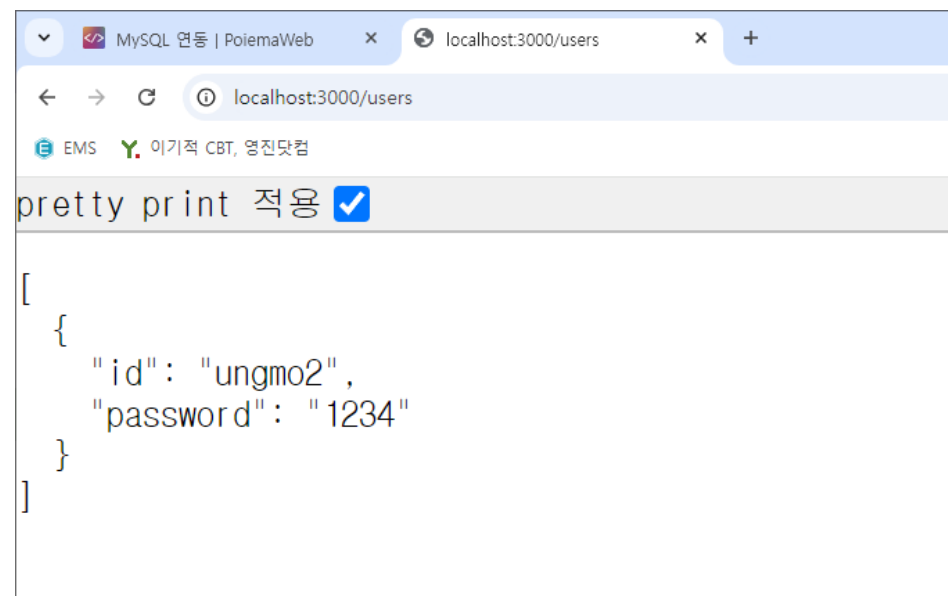 MySQL 연동 | PoiemaWeb
localhost:3000/users
localhost:3000/users
EMS 이기적 CBT, 영진닷컴
pretty print 적용
[
{
"id": "ungmo2",
"password": "1234"
}
]